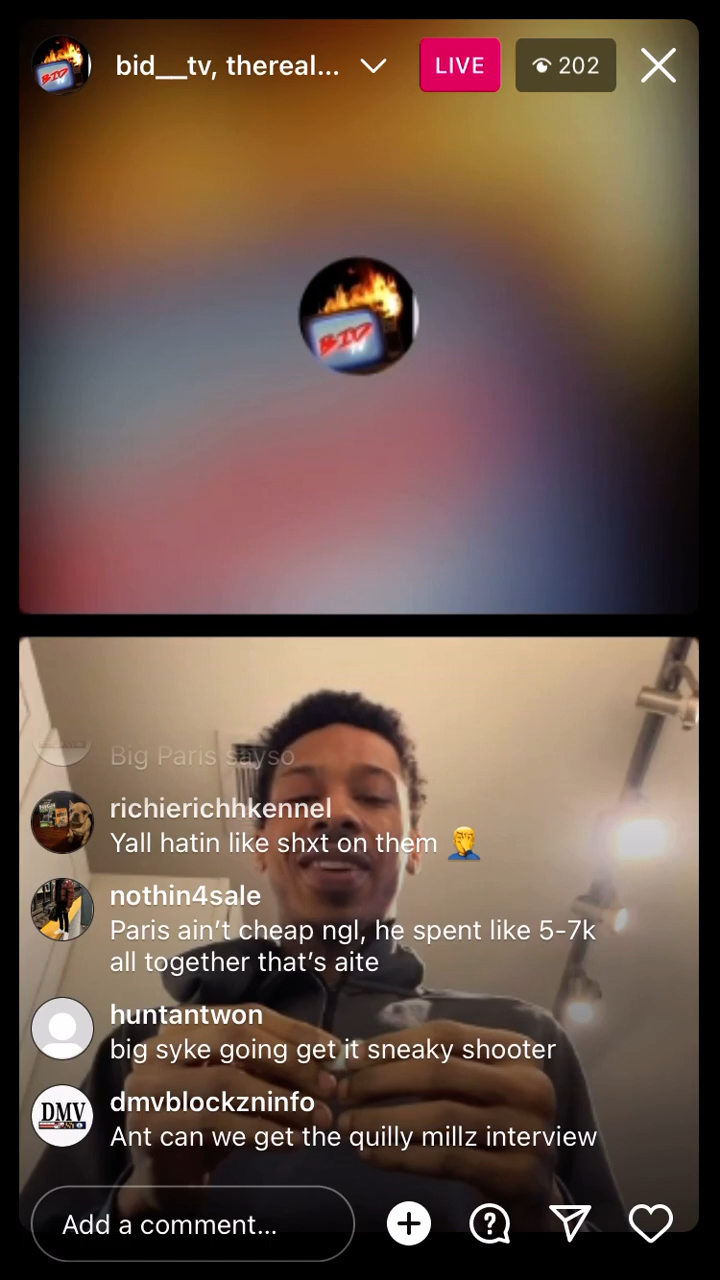 bid__tv, thereal...
LIVE
202
BID
Big Paris sayso
richierichhkennel
Yall hatin like shxt on them 🤦
nothin4sale
Paris ain’t cheap ngl, he spent like 5-7k
all together that’s aite
huntantwon
big syke going get it sneaky shooter
DMV
dmvblockzninfo
Ant can we get the quilly millz interview
Add a comment...